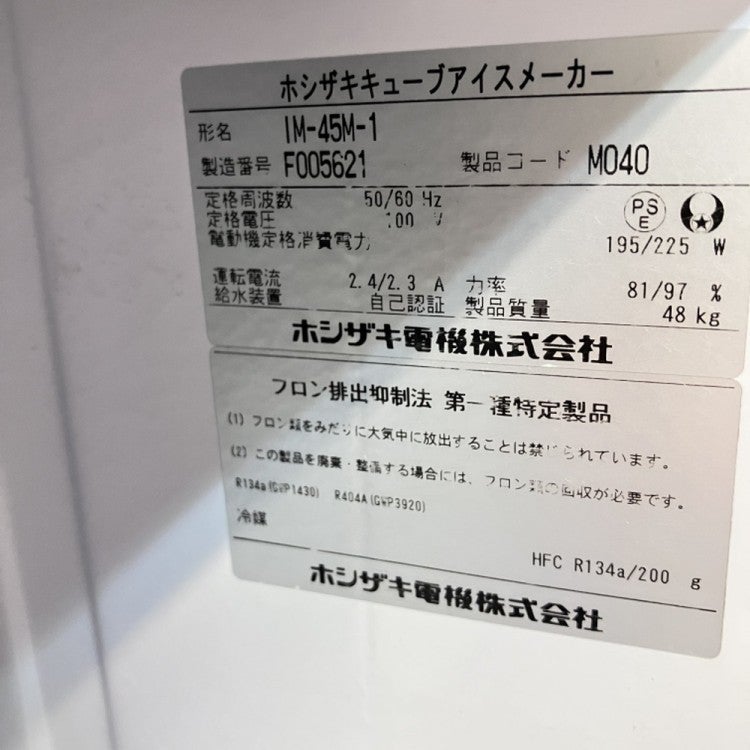 ホシザキキューブアイスメーカー
形名 IM-45M-1
製造番号 F005621 製品コード M040
定格周波数 50/60 Hz
定格電圧 100 V
PS E
電動機定格消費電力 195/225 W
運転電流 2.4/2.3 A 力率 81/97 %
給水装置 自己認証 製品質量 48 kg
ホシザキ電機株式会社
フロン排出抑制法 第一種特定製品
(1) フロン類をみだりに大気中に放出することは禁じられています。
(2) この製品を廃棄・整備する場合には、フロン類の回収が必要です。
R134a(GWP1430) R404A(GWP3920)
冷媒
HFC R134a/200 g
ホシザキ電機株式会社